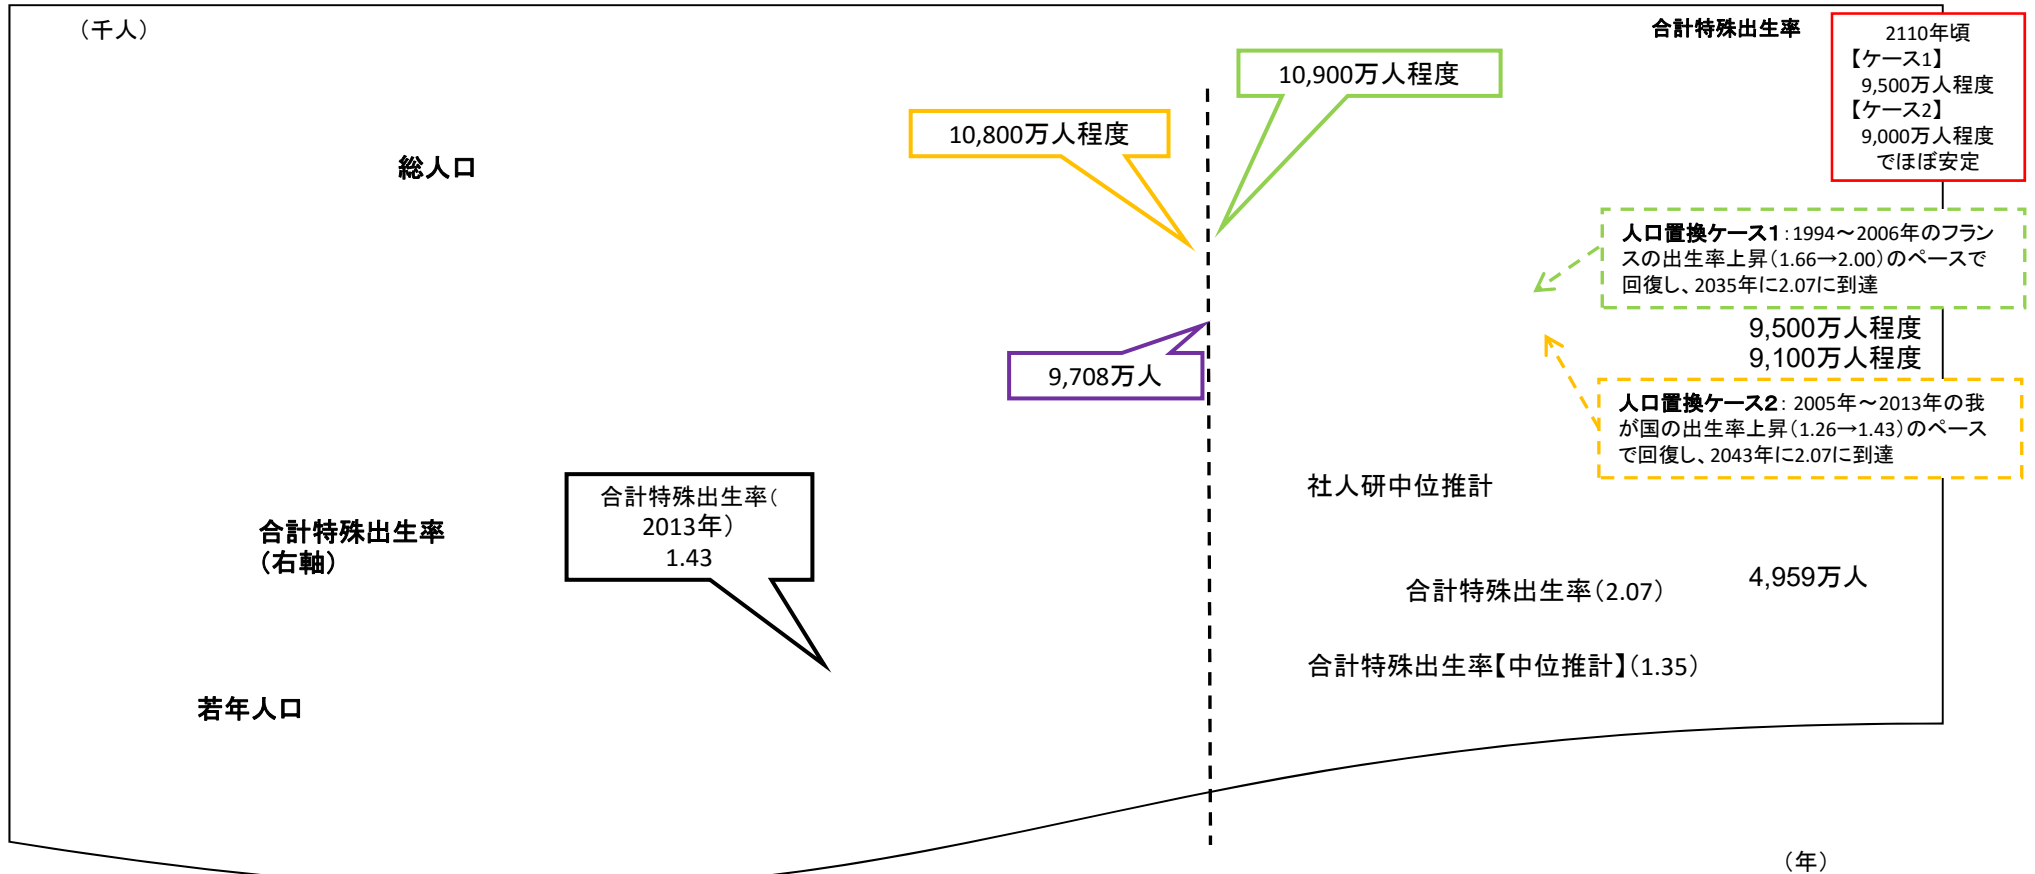 （千人）
合計特殊出生率
2110年頃
【ケース1】
9,500万人程度
【ケース2】
9,000万人程度
でほぼ安定
10,900万人程度
10,800万人程度
総人口
人口置換ケース1：1994～2006年のフラン
スの出生率上昇（1.66→2.00）のペースで
回復し、2035年に2.07に到達
9,500万人程度
9,100万人程度
9,708万人
人口置換ケース2：2005年～2013年の我
が国の出生率上昇（1.26→1.43）のペース
で回復し、2043年に2.07に到達
社人研中位推計
合計特殊出生率（
2013年）
1.43
合計特殊出生率
（右軸）
合計特殊出生率（2.07）
4,959万人
合計特殊出生率【中位推計】（1.35）
若年人口
（年）